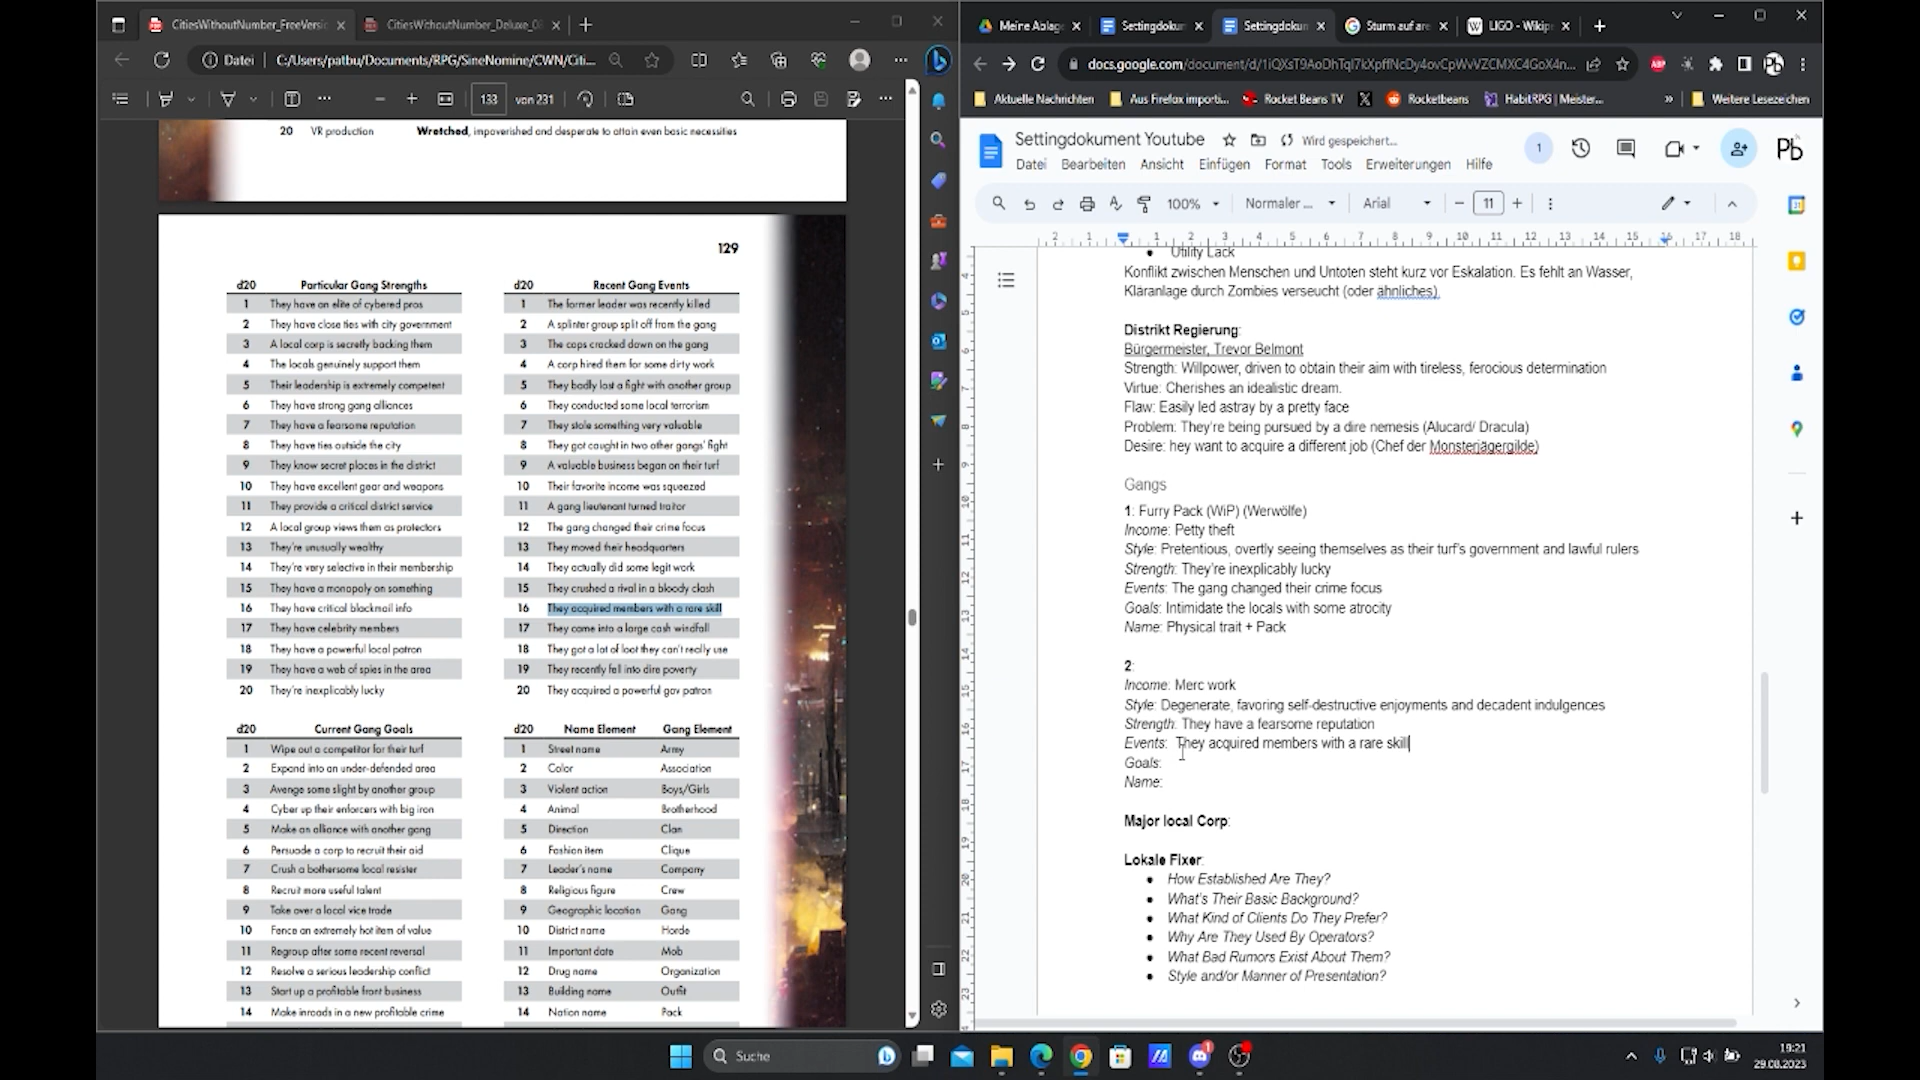 CitiesWithoutNumber_FreeVersi
CitiesWithoutNumber_Deluxe_0
Datei
C:/Users/patbu/Documents/RPG/SineNomine/CWN/Citi...
133
von 231
20 VR production Wretched, impoverished and desperate to attain even basic necessities
129
d20 Particular Gang Strengths
1 They have an elite of cybered pros
2 They have close ties with city government
3 A local corp is secretly backing them
4 The locals genuinely support them
5 Their leadership is extremely competent
6 They have strong gang alliances
7 They have a fearsome reputation
8 They have ties outside the city
9 They know secret places in the district
10 They have excellent gear and weapons
11 They provide a critical district service
12 A local group views them as protectors
13 They're unusually wealthy
14 They're very selective in their membership
15 They have a monopoly on something
16 They have critical blackmail info
17 They have celebrity members
18 They have a powerful local patron
19 They have a web of spies in the area
20 They're inexplicably lucky
d20 Recent Gang Events
1 The former leader was recently killed
2 A splinter group split off from the gang
3 The cops cracked down on the gang
4 A corp hired them for some dirty work
5 They badly lost a fight with another group
6 They conducted some local terrorism
7 They stole something very valuable
8 They got caught in two other gangs' fight
9 A valuable business began on their turf
10 Their favorite income was squeezed
11 A gang lieutenant turned traitor
12 The gang changed their crime focus
13 They moved their headquarters
14 They actually did some legit work
15 They crushed a rival in a bloody clash
16 They acquired members with a rare skill
17 They came into a large cash windfall
18 They got a lot of loot they can't really use
19 They recently fell into dire poverty
20 They acquired a powerful gov patron
d20 Current Gang Goals
1 Wipe out a competitor for their turf
2 Expand into an under-defended area
3 Avenge some slight by another group
4 Cyber up their enforcers with big iron
5 Make an alliance with another gang
6 Persuade a corp to recruit their aid
7 Crush a bothersome local resister
8 Recruit more useful talent
9 Take over a local vice trade
10 Fence an extremely hot item of value
11 Regroup after some recent reversal
12 Resolve a serious leadership conflict
13 Start up a profitable front business
14 Make inroads in a new profitable crime
d20 Name Element Gang Element
1 Street name Army
2 Color Association
3 Violent action Boys/Girls
4 Animal Brotherhood
5 Direction Clan
6 Fashion item Clique
7 Leader's name Company
8 Religious figure Crew
9 Geographic location Gang
10 District name Horde
11 Important date Mob
12 Drug name Organization
13 Building name Outfit
14 Nation name Pack
Meine Ablag
Settingdokum
Settingdokum
Sturm auf are
LIGO – Wikip
docs.google.com/document/d/1iQXsT9AoDhTqI7kXpffNcDy4ovCpWvVZCMXC4GoX4n...
Aktuelle Nachrichten
Aus Firefox importi...
Rocket Beans TV
Rocketbeans
HabitRPG | Meister...
»
Weitere Lesezeichen
Settingdokument Youtube
Wird gespeichert...
Datei Bearbeiten Ansicht Einfügen Format Tools Erweiterungen Hilfe
1
100%
Normaler ...
Arial
11
2 1 1 2 3 4 5 6 7 8 9 10 11 12 13 14 15 16 17 18
Utility Lack
Konflikt zwischen Menschen und Untoten steht kurz vor Eskalation. Es fehlt an Wasser,
Kläranlage durch Zombies verseucht (oder ähnliches).
Distrikt Regierung:
Bürgermeister, Trevor Belmont
Strength: Willpower, driven to obtain their aim with tireless, ferocious determination
Virtue: Cherishes an idealistic dream.
Flaw: Easily led astray by a pretty face
Problem: They're being pursued by a dire nemesis (Alucard/ Dracula)
Desire: hey want to acquire a different job (Chef der Monsterjägergilde)
Gangs
1: Furry Pack (WiP) (Werwölfe)
Income: Petty theft
Style: Pretentious, overtly seeing themselves as their turf's government and lawful rulers
Strength: They're inexplicably lucky
Events: The gang changed their crime focus
Goals: Intimidate the locals with some atrocity
Name: Physical trait + Pack
2:
Income: Merc work
Style: Degenerate, favoring self-destructive enjoyments and decadent indulgences
Strength: They have a fearsome reputation
Events: They acquired members with a rare skill
Goals:
Name:
Major local Corp:
Lokale Fixer:
How Established Are They?
What's Their Basic Background?
What Kind of Clients Do They Prefer?
Why Are They Used By Operators?
What Bad Rumors Exist About Them?
Style and/or Manner of Presentation?
Suche
19:21
29.08.2023